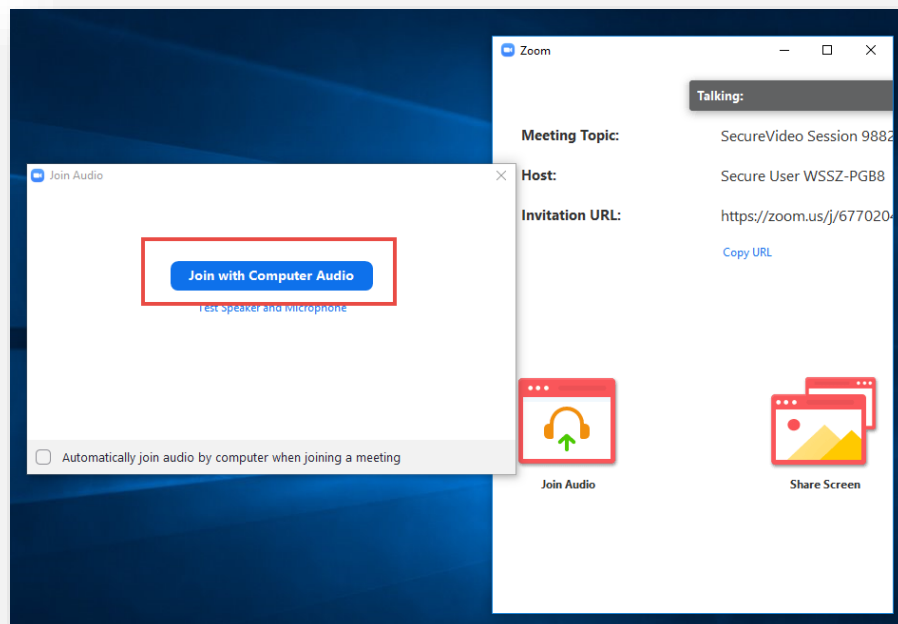 Zoom
Talking:
Meeting Topic:
SecureVideo Session 9882
Host:
Secure User WSSZ-PGB8
Invitation URL:
https://zoom.us/j/677020
Copy URL
Join Audio
Share Screen
Join Audio
Join with Computer Audio
Test Speaker and Microphone
Automatically join audio by computer when joining a meeting